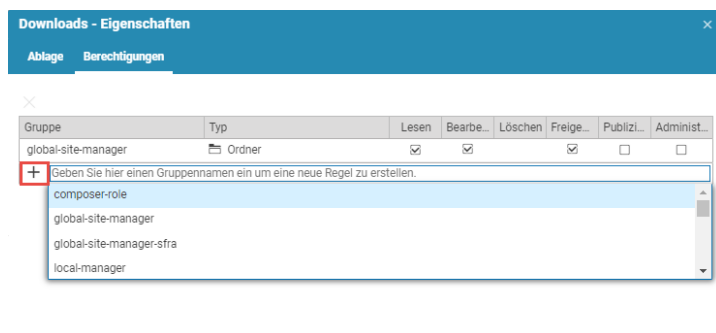 Downloads - Eigenschaften
Ablage Berechtigungen
Gruppe Typ Lesen Bearbe... Löschen Freige... Publizi... Administ...
global-site-manager Ordner
Geben Sie hier einen Gruppennamen ein um eine neue Regel zu erstellen.
composer-role
global-site-manager
global-site-manager-sfra
local-manager